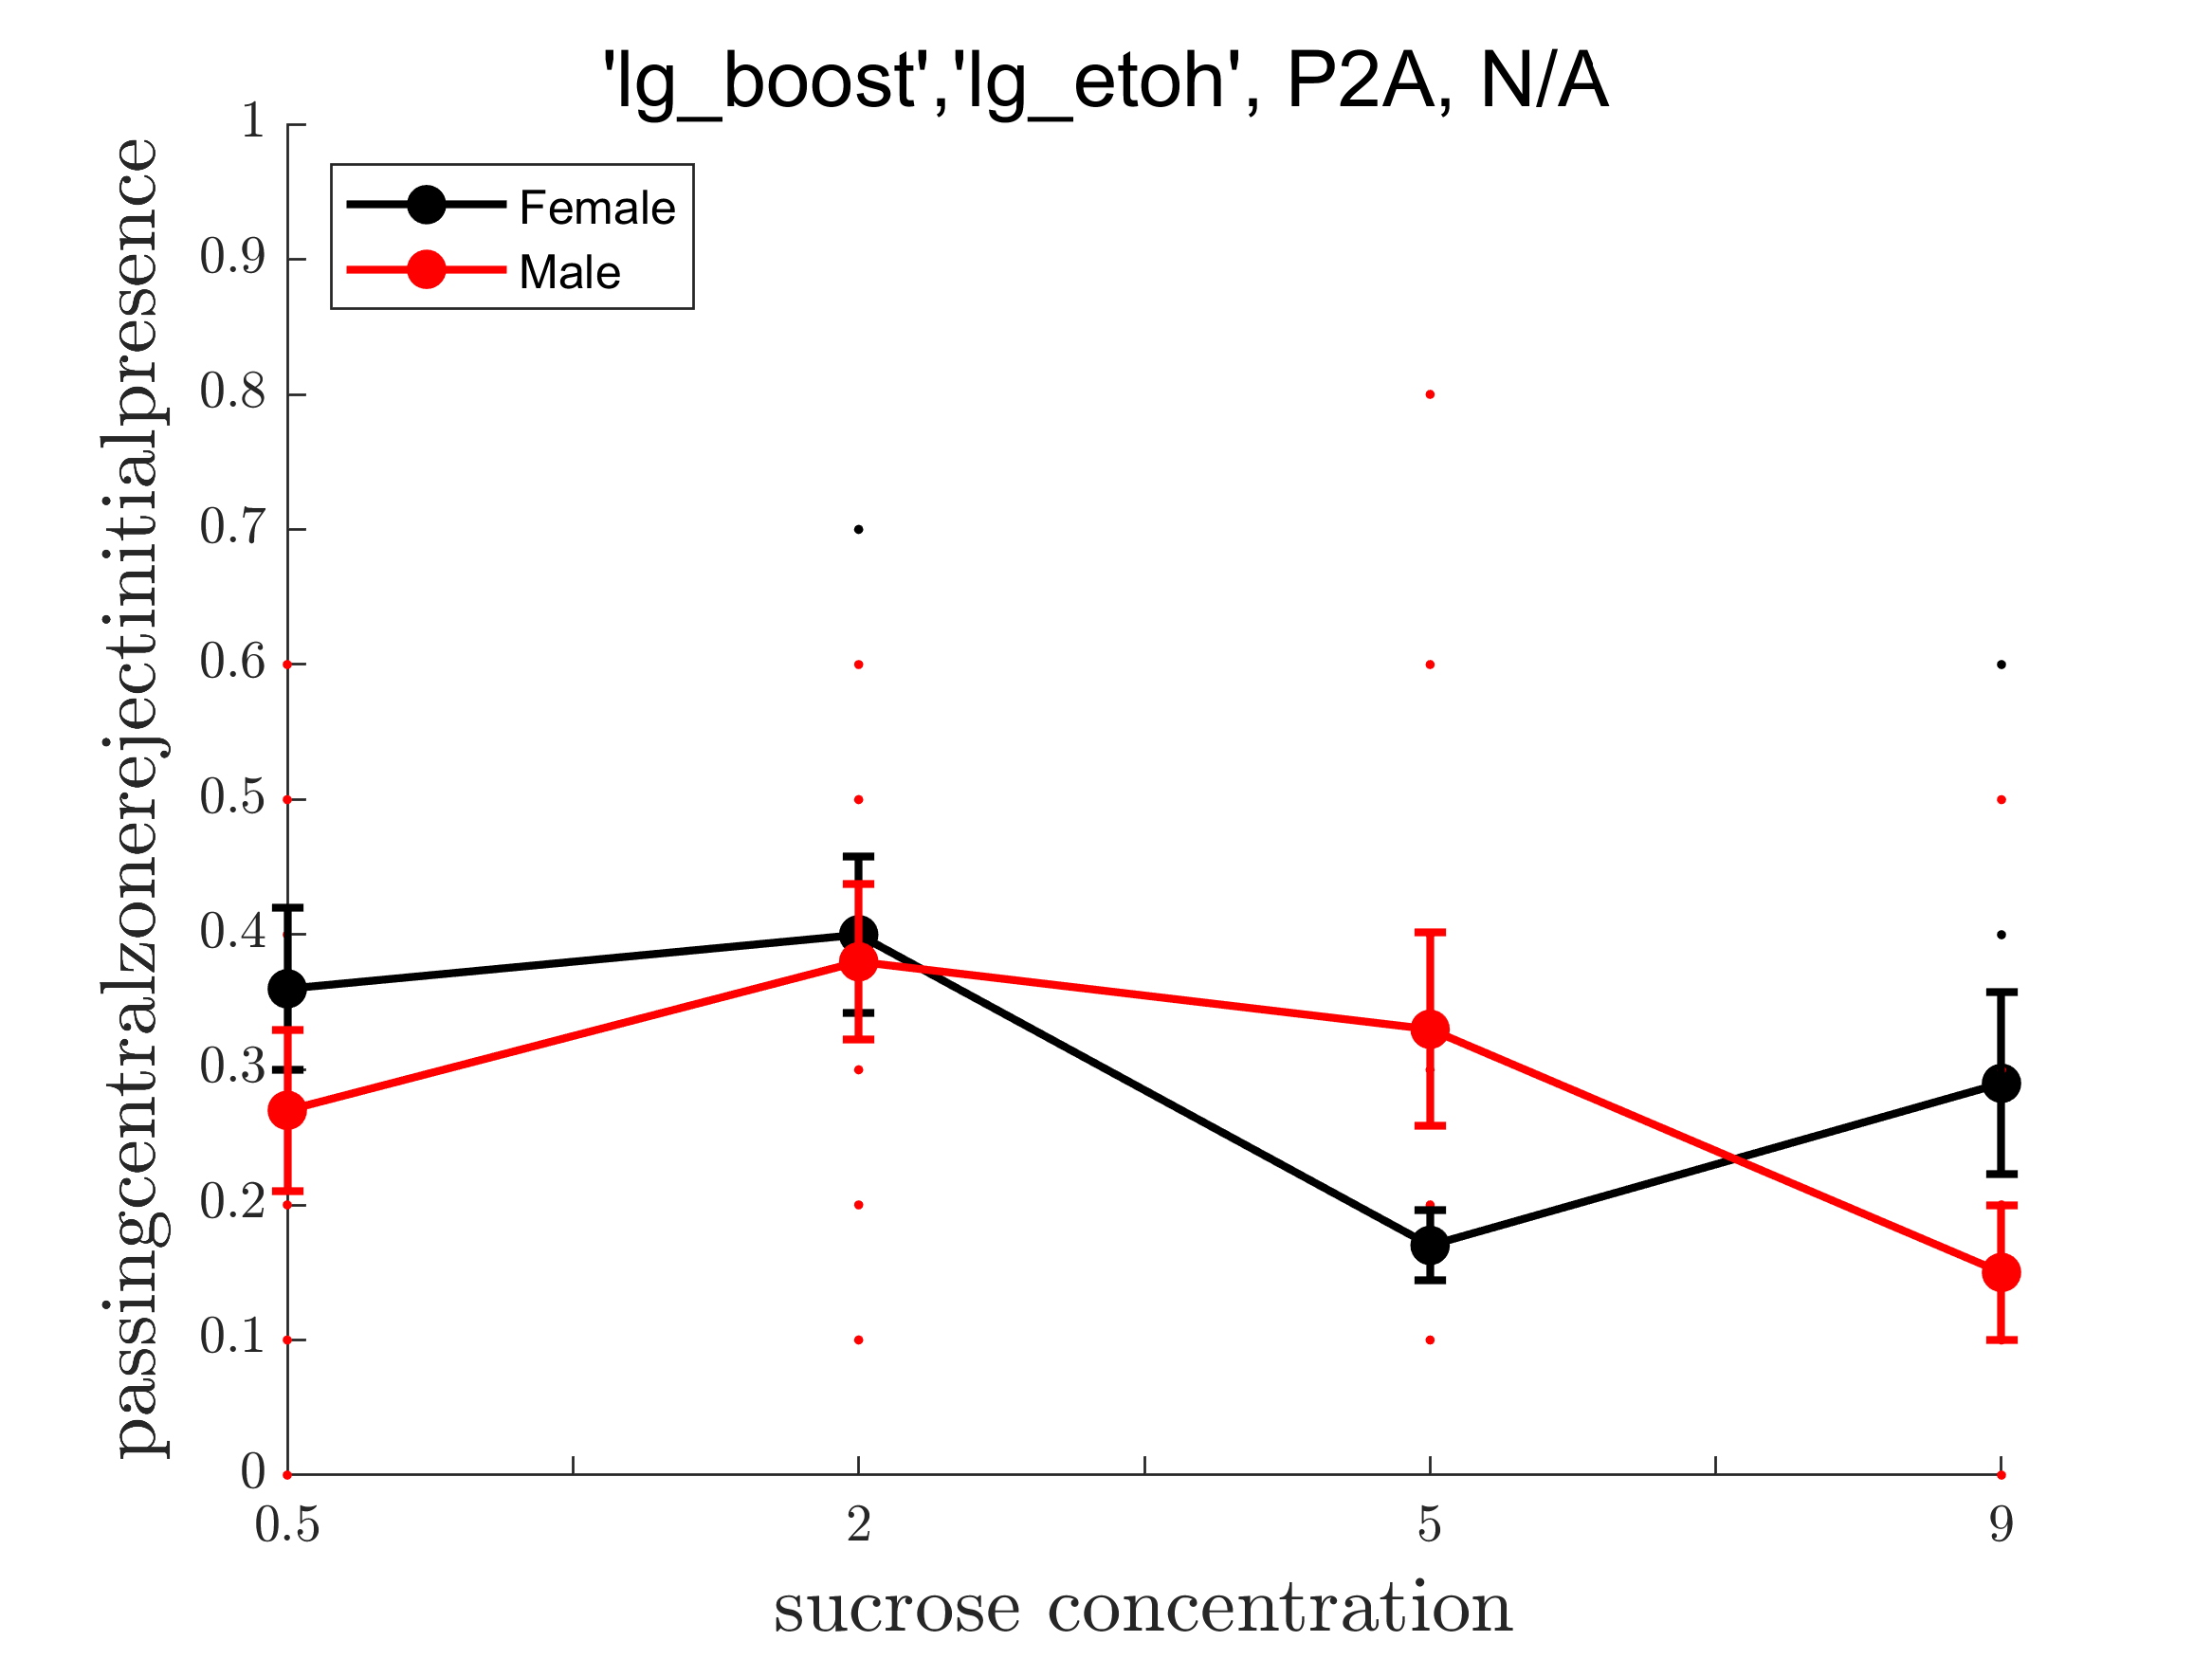 'lg_boost','lg_etoh', P2A, N/A
Female
Male
passingcentralzonerejectinitialpresence
1
0.9
0.8
0.7
0.6
0.5
0.4
0.3
0.2
0.1
0
0.5 2 5 9
sucrose concentration